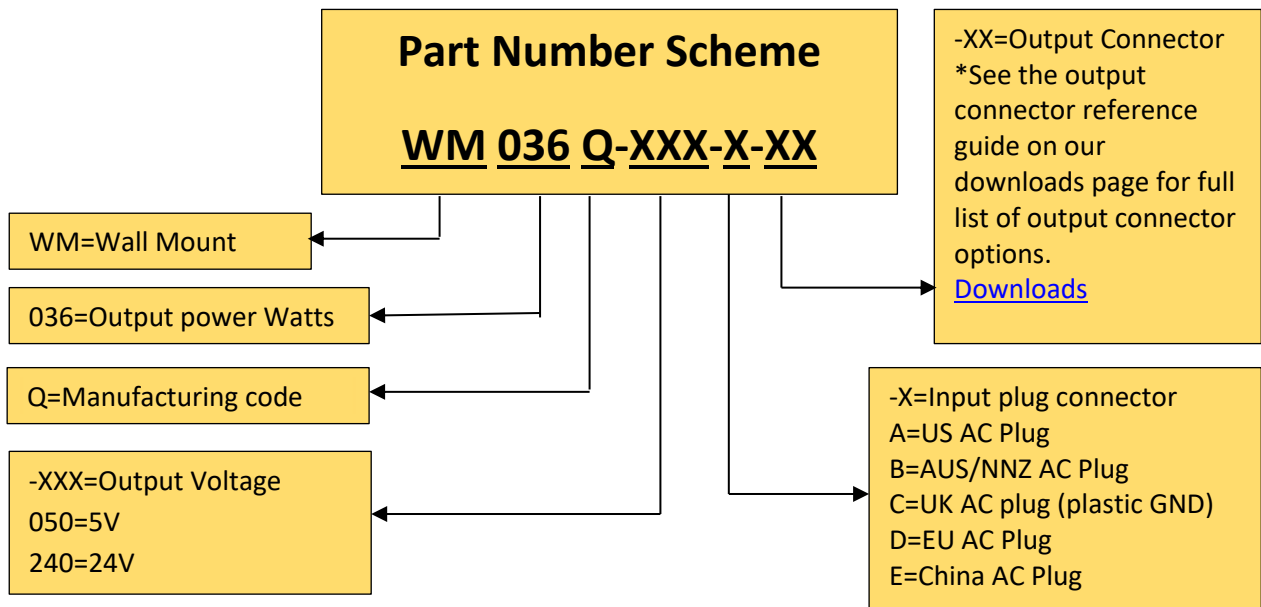 Part Number Scheme
WM 036 Q-XXX-X-XX
-XX=Output Connector
*See the output
connector reference
guide on our
downloads page for full
list of output connector
options.
Downloads
WM=Wall Mount
036=Output power Watts
Q=Manufacturing code
-XXX=Output Voltage
050=5V
240=24V
-X=Input plug connector
A=US AC Plug
B=AUS/NNZ AC Plug
C=UK AC plug (plastic GND)
D=EU AC Plug
E=China AC Plug